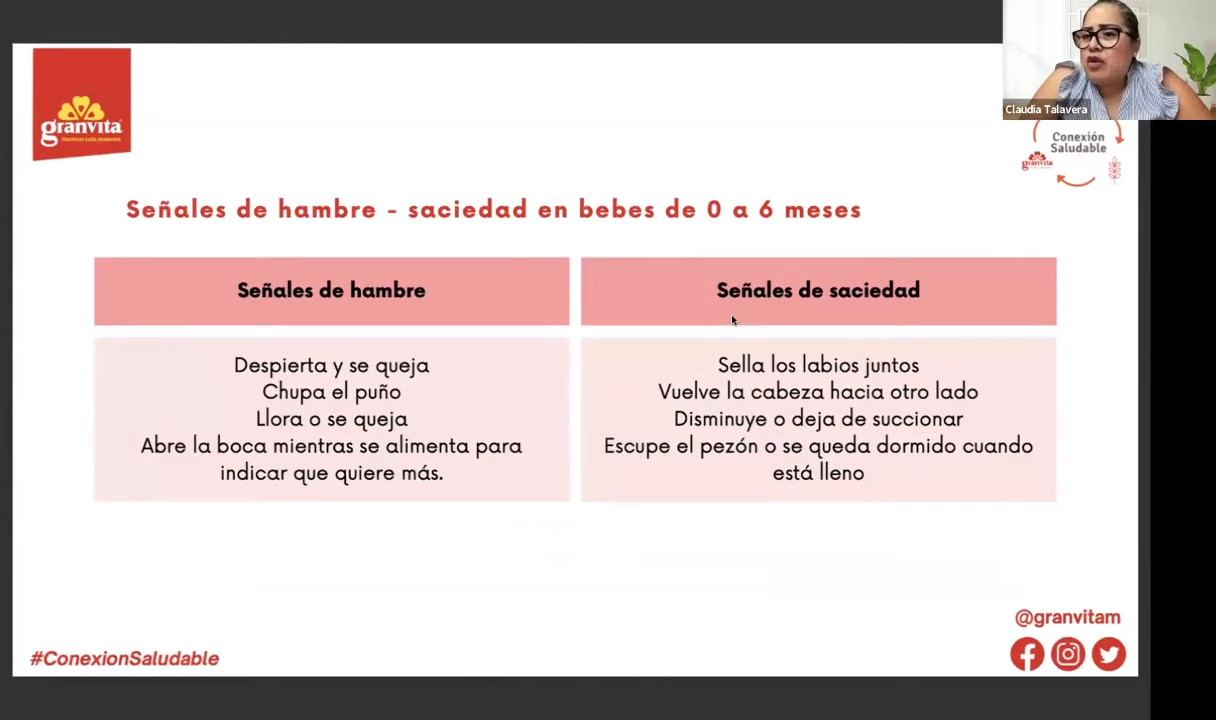 granvita
Claudia Talavera
Conexión
Saludable
granvita
Señales de hambre - saciedad en bebes de 0 a 6 meses
Señales de hambre
Señales de saciedad
Despierta y se queja
Chupa el puño
Llora o se queja
Abre la boca mientras se alimenta para
indicar que quiere más.
Sella los labios juntos
Vuelve la cabeza hacia otro lado
Disminuye o deja de succionar
Escupe el pezón o se queda dormido cuando
está lleno
@granvitam
#ConexionSaludable